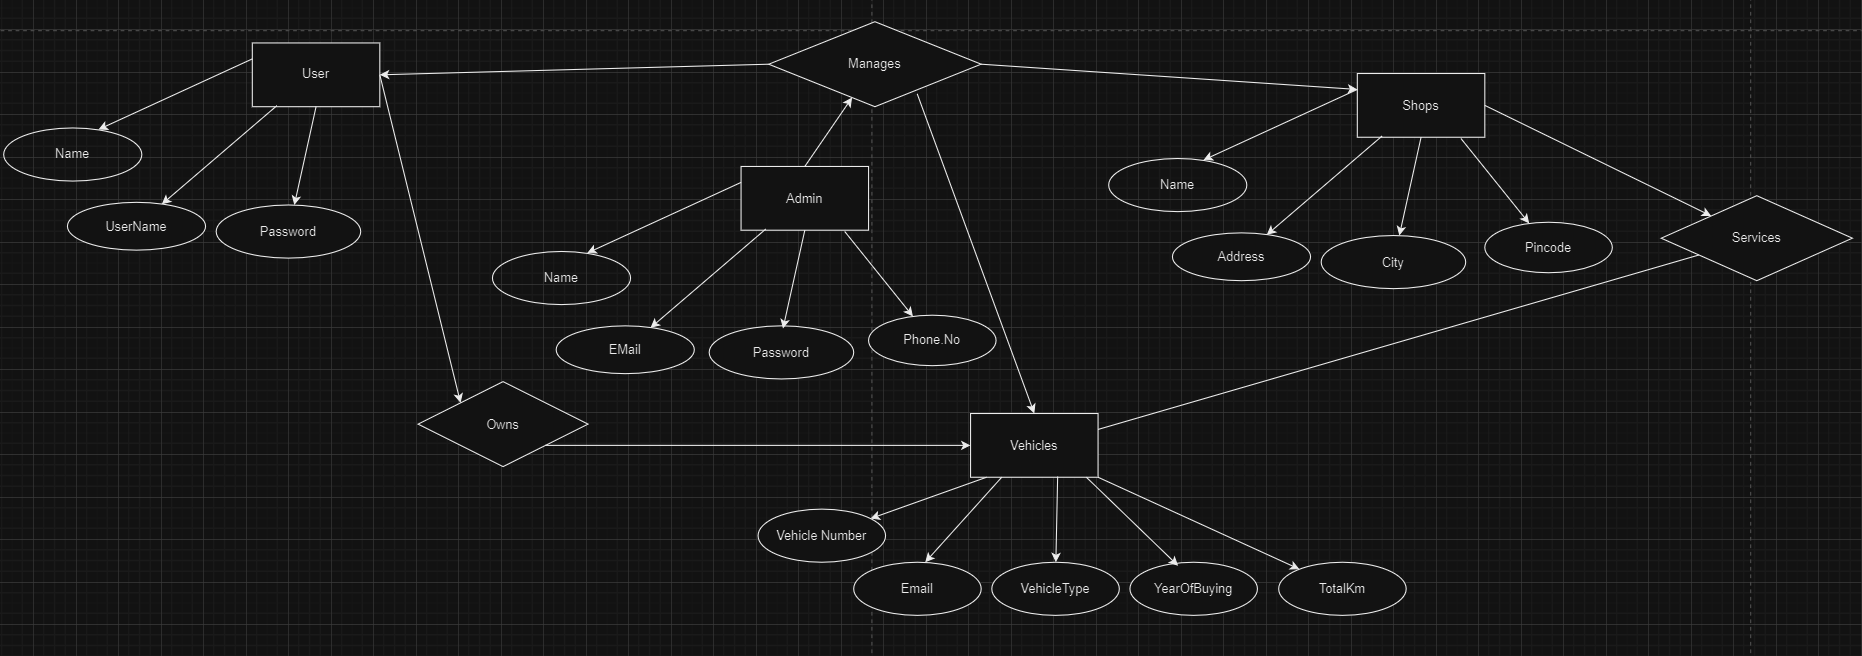 Manages
User
Shops
Name
Admin
Name
UserName
Password
Address
City
Pincode
Services
Name
EMail
Password
Phone.No
Owns
Vehicles
Vehicle Number
Email
VehicleType
YearOfBuying
TotalKm